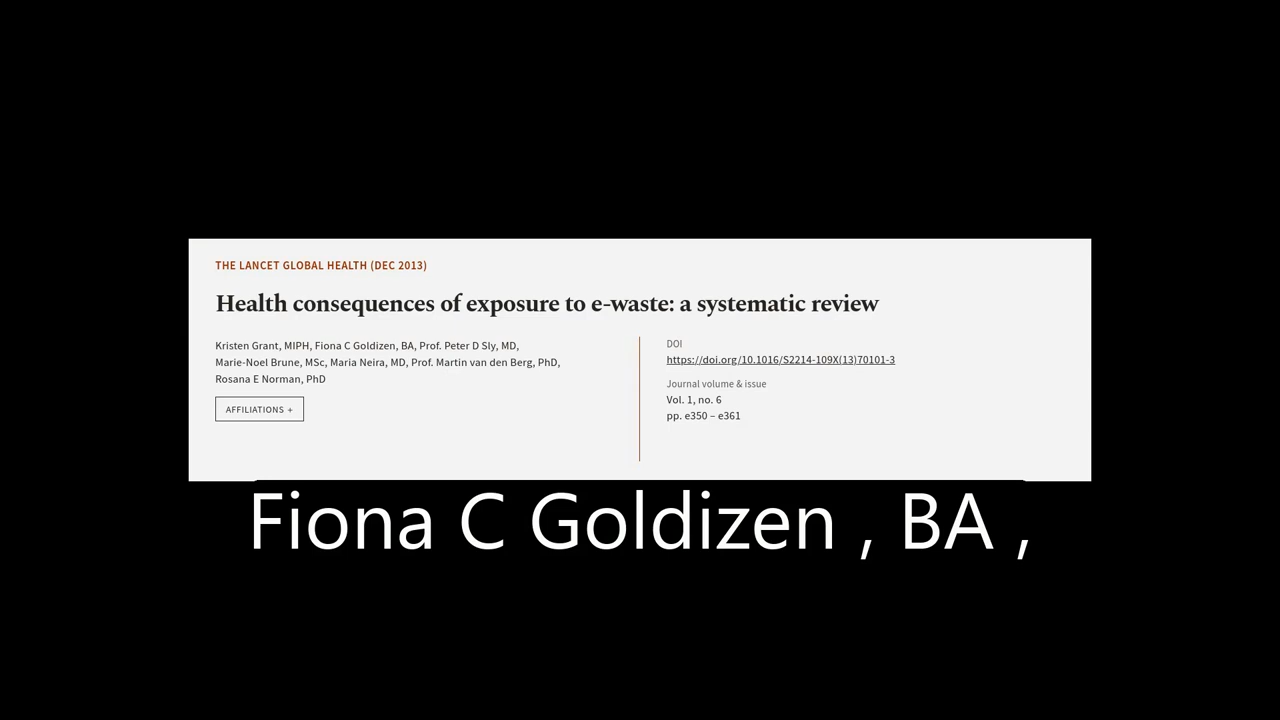 THE LANCET GLOBAL HEALTH (DEC 2013)
Health consequences of exposure to e-waste: a systematic review
Kristen Grant, MIPH, Fiona C Goldizen, BA, Prof. Peter D Sly, MD,
Marie-Noel Brune, MSc, Maria Neira, MD, Prof. Martin van den Berg, PhD,
Rosana E Norman, PhD
AFFILIATIONS +
DOI
https://doi.org/10.1016/S2214-109X(13)70101-3
Journal volume & issue
Vol. 1, no. 6
pp. e350 – e361
Fiona C Goldizen , BA ,